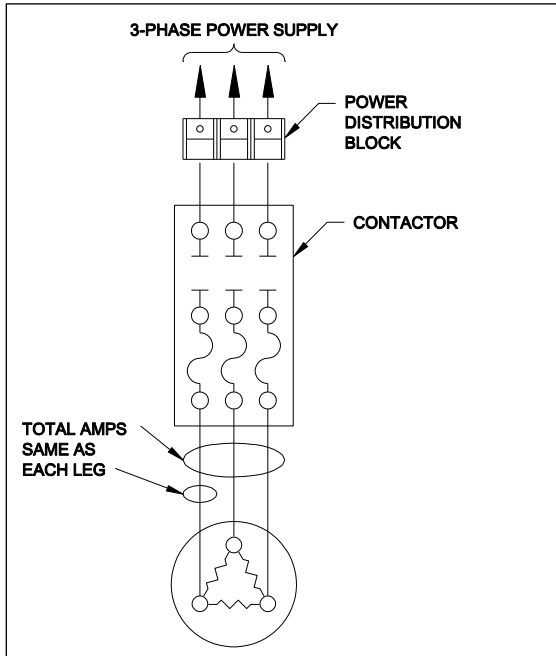 3-PHASE POWER SUPPLY
POWER
DISTRIBUTION
BLOCK
CONTACTOR
TOTAL AMPS
SAME AS
EACH LEG